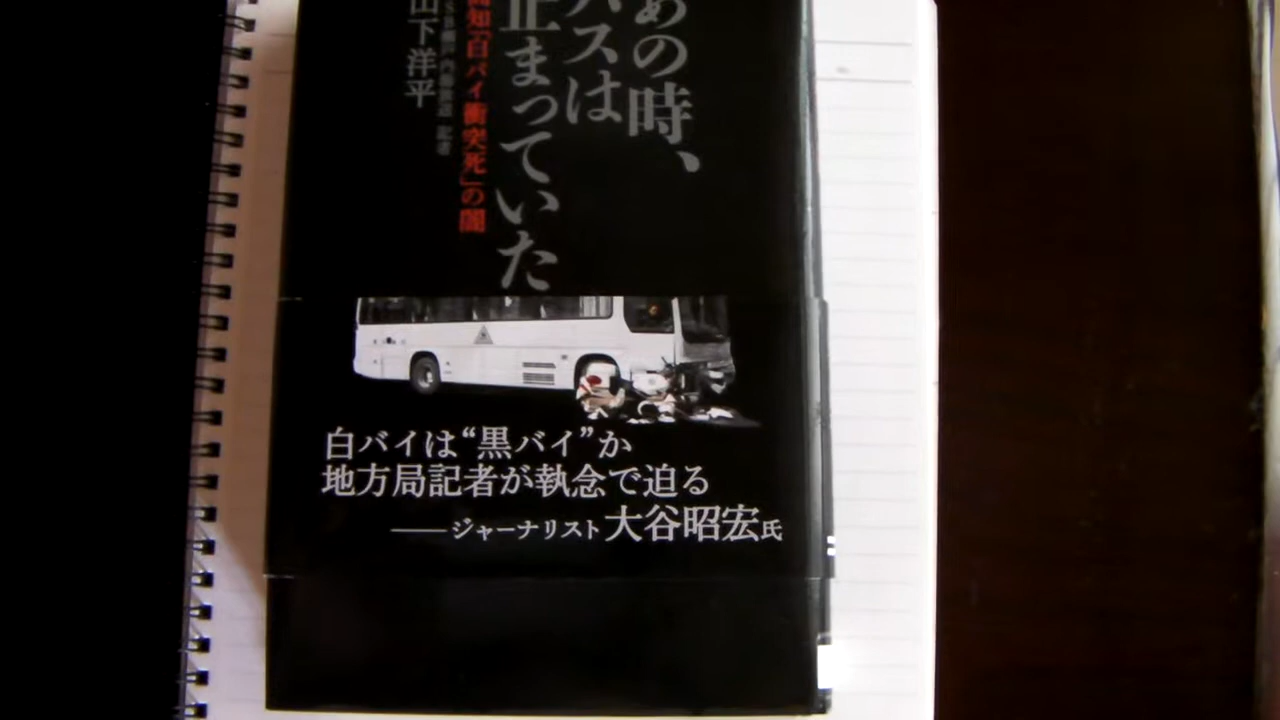 あの時、
バスは
止まっていた
高知「白バイ衝突死」の闇
山下洋平
白バイは“黒バイ”か
地方局記者が執念で迫る
――ジャーナリスト 大谷昭宏氏